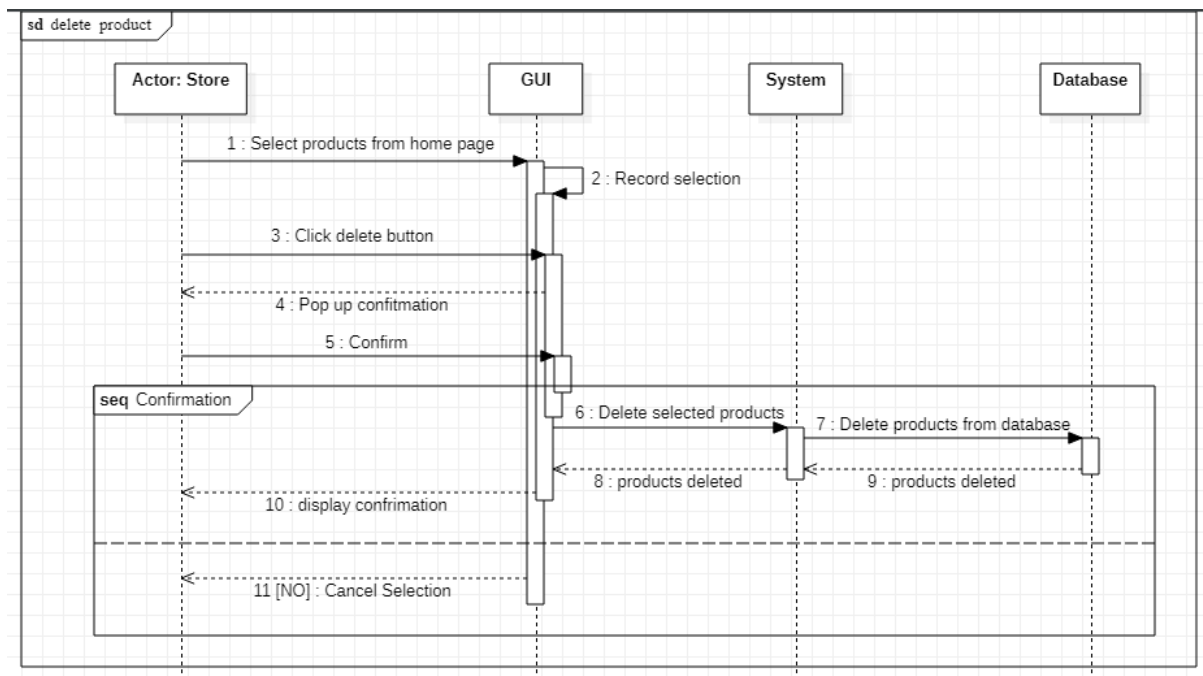 sd delete product
Actor: Store
GUI
System
Database
1 : Select products from home page
2 : Record selection
3 : Click delete button
4 : Pop up confitmation
5 : Confirm
seq Confirmation
6 : Delete selected products
7 : Delete products from database
8 : products deleted
9 : products deleted
10 : display confrimation
11 [NO] : Cancel Selection